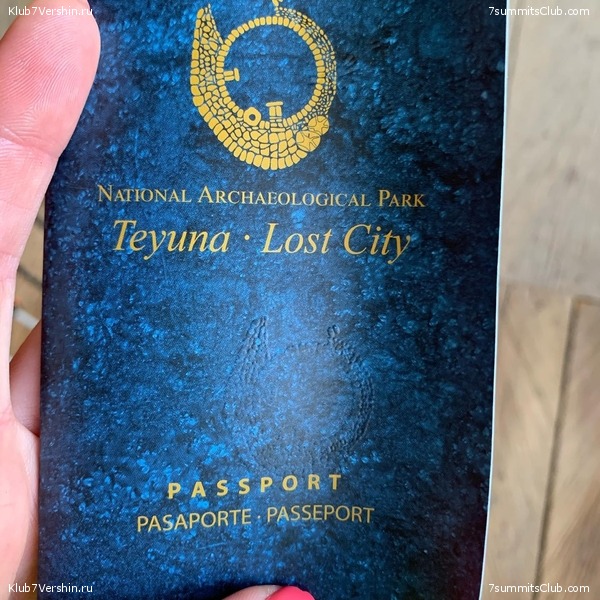 Klub7Vershin.ru
7summitsClub.com
NATIONAL ARCHAEOLOGICAL PARK
Teyuna · Lost City
PASSPORT
PASAPORTE · PASSEPORT
Klub7Vershin.ru
7summitsClub.com